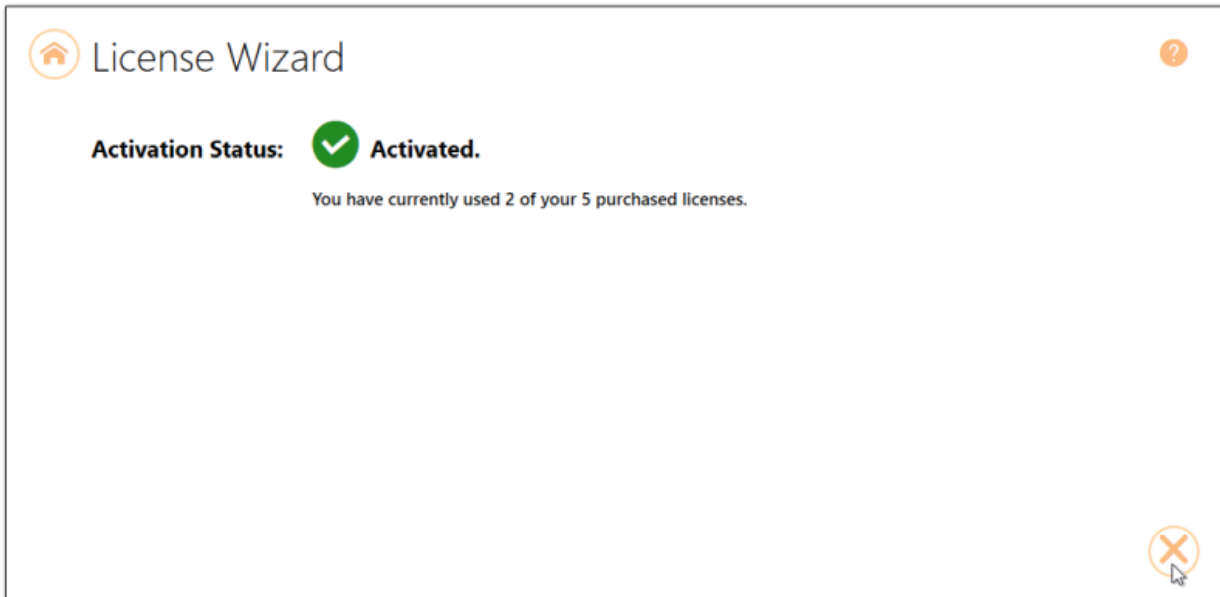 License Wizard
?
Activation Status:
Activated.
You have currently used 2 of your 5 purchased licenses.